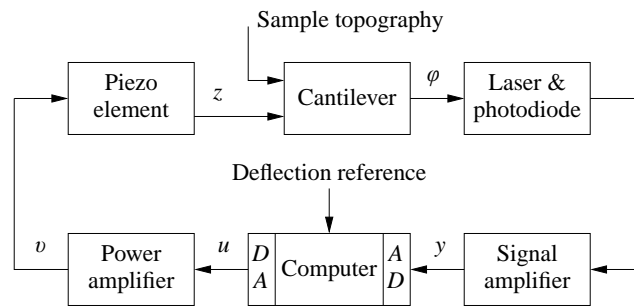 Sample topography
Piezo
element
z
Cantilever
φ
Laser &
photodiode
Deflection reference
v
Power
amplifier
u
D
A
Computer
A
D
y
Signal
amplifier